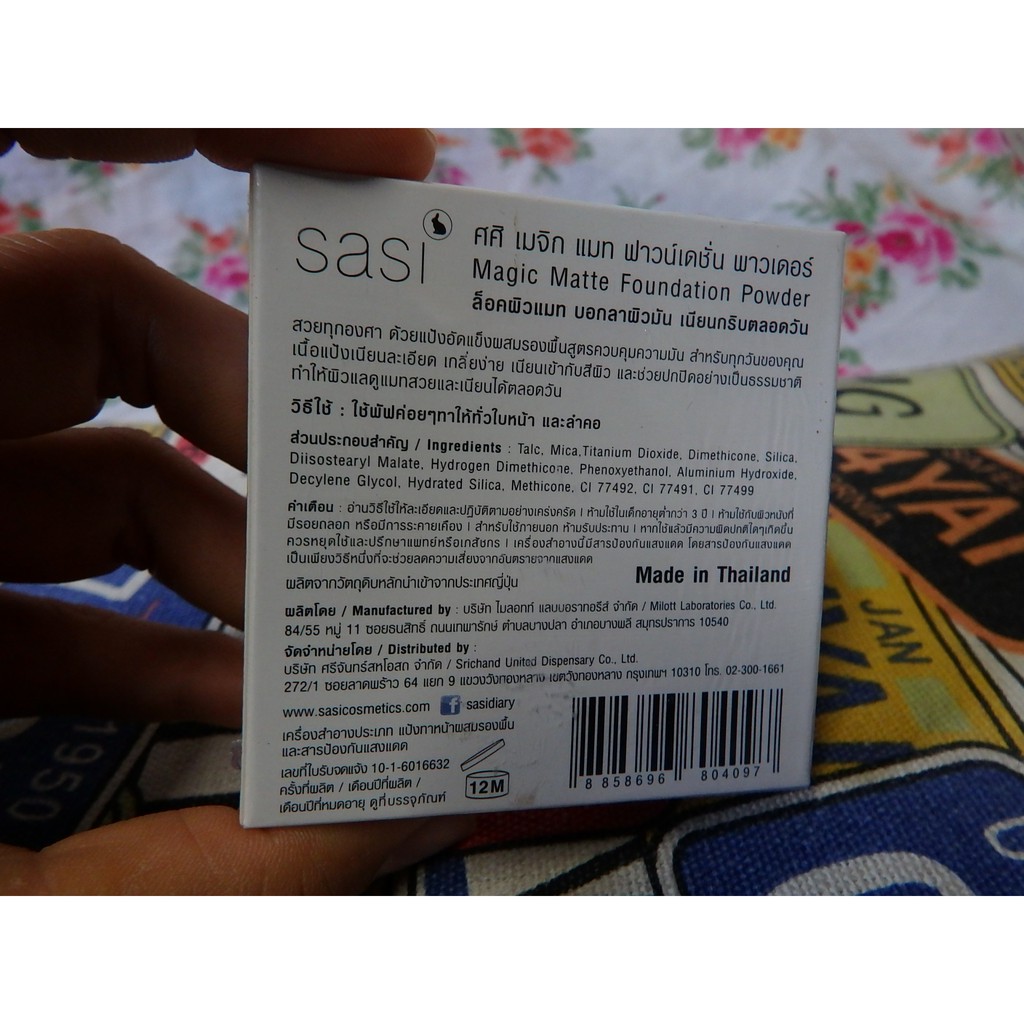 sasi
ศศิ เมจิก แมท ฟาวน์เดชั่น พาวเดอร์
Magic Matte Foundation Powder
ล็อคผิวแมท บอกลาผิวมัน เนียนกริบตลอดวัน
สวยทุกองศา ด้วยแป้งอัดแข็งผสมรองพื้นสูตรควบคุมความมัน สำหรับทุกวันของคุณ
เนื้อแป้งเนียนละเอียด เกลี่ยง่าย เนียนเข้ากับสีผิว และช่วยปกปิดอย่างเป็นธรรมชาติ
ทำให้ผิวแลดูแมทสวยและเนียนได้ตลอดวัน
วิธีใช้ : ใช้พัฟค่อยๆทาให้ทั่วใบหน้า และลำคอ
ส่วนประกอบสำคัญ / Ingredients : Talc, Mica,Titanium Dioxide, Dimethicone, Silica,
Diisostearyl Malate, Hydrogen Dimethicone, Phenoxyethanol, Aluminium Hydroxide,
Decylene Glycol, Hydrated Silica, Methicone, CI 77492, CI 77491, CI 77499
คำเตือน : อ่านวิธีใช้ให้ละเอียดและปฏิบัติตามอย่างเคร่งครัด | ห้ามใช้ในเด็กอายุต่ำกว่า 3 ปี | ห้ามใช้กับผิวหนังที่
มีรอยถลอก หรือมีการระคายเคือง | สำหรับใช้ภายนอก ห้ามรับประทาน | หากใช้แล้วมีความผิดปกติใดๆเกิดขึ้น
ควรหยุดใช้และปรึกษาแพทย์หรือเภสัชกร | เครื่องสำอางนี้มีสารป้องกันแสงแดด โดยสารป้องกันแสงแดด
เป็นเพียงวิธีหนึ่งที่จะช่วยลดความเสี่ยงจากอันตรายจากแสงแดด
ผลิตจากวัตถุดิบหลักนำเข้าจากประเทศญี่ปุ่น
Made in Thailand
ผลิตโดย / Manufactured by : บริษัท ไมลอทท์ แลบบอราทอรีส์ จำกัด / Milott Laboratories Co., Ltd.
84/55 หมู่ 11 ซอยธนสิทธิ์ ถนนเทพารักษ์ ตำบลบางปลา อำเภอบางพลี สมุทรปราการ 10540
จัดจำหน่ายโดย / Distributed by :
บริษัท ศรีจันทร์สหโอสถ จำกัด / Srichand United Dispensary Co., Ltd.
272/1 ซอยลาดพร้าว 64 แยก 9 แขวงวังทองหลาง เขตวังทองหลาง กรุงเทพฯ 10310 โทร. 02-300-1661
www.sasicosmetics.com f sasidiary
เครื่องสำอางประเภท แป้งทาหน้าผสมรองพื้น
และสารป้องกันแสงแดด
เลขที่ใบรับจดแจ้ง 10-1-6016632
ครั้งที่ผลิต / เดือนปีที่ผลิต /
เดือนปีที่หมดอายุ ดูที่บรรจุภัณฑ์
12M
8 858696 804097
JAN
1950